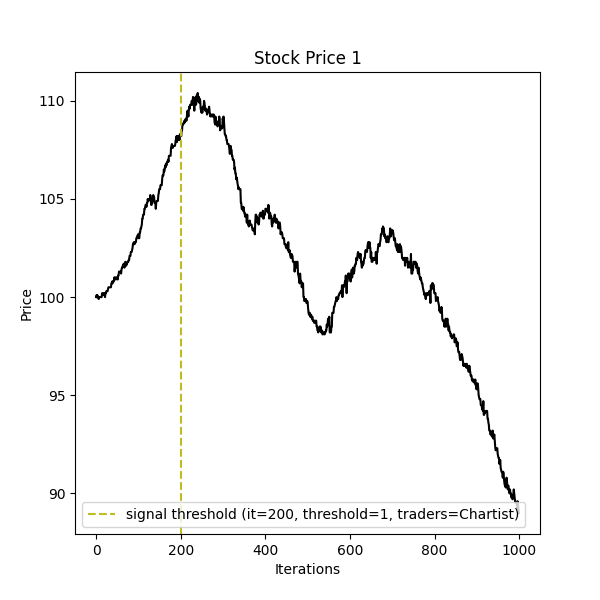 Stock Price 1
110
105
100
95
90
Price
signal threshold (it=200, threshold=1, traders=Chartist)
0 200 400 600 800 1000
Iterations